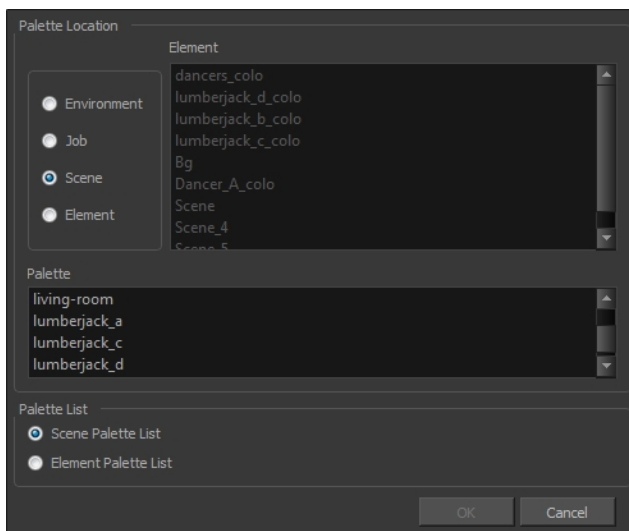 Palette Location
Element
Environment
Job
Scene
Element
dancers_colo
lumberjack_d_colo
lumberjack_b_colo
lumberjack_c_colo
Bg
Dancer_A_colo
Scene
Scene_4
Scene_5
Palette
living-room
lumberjack_a
lumberjack_c
lumberjack_d
Palette List
Scene Palette List
Element Palette List
OK
Cancel